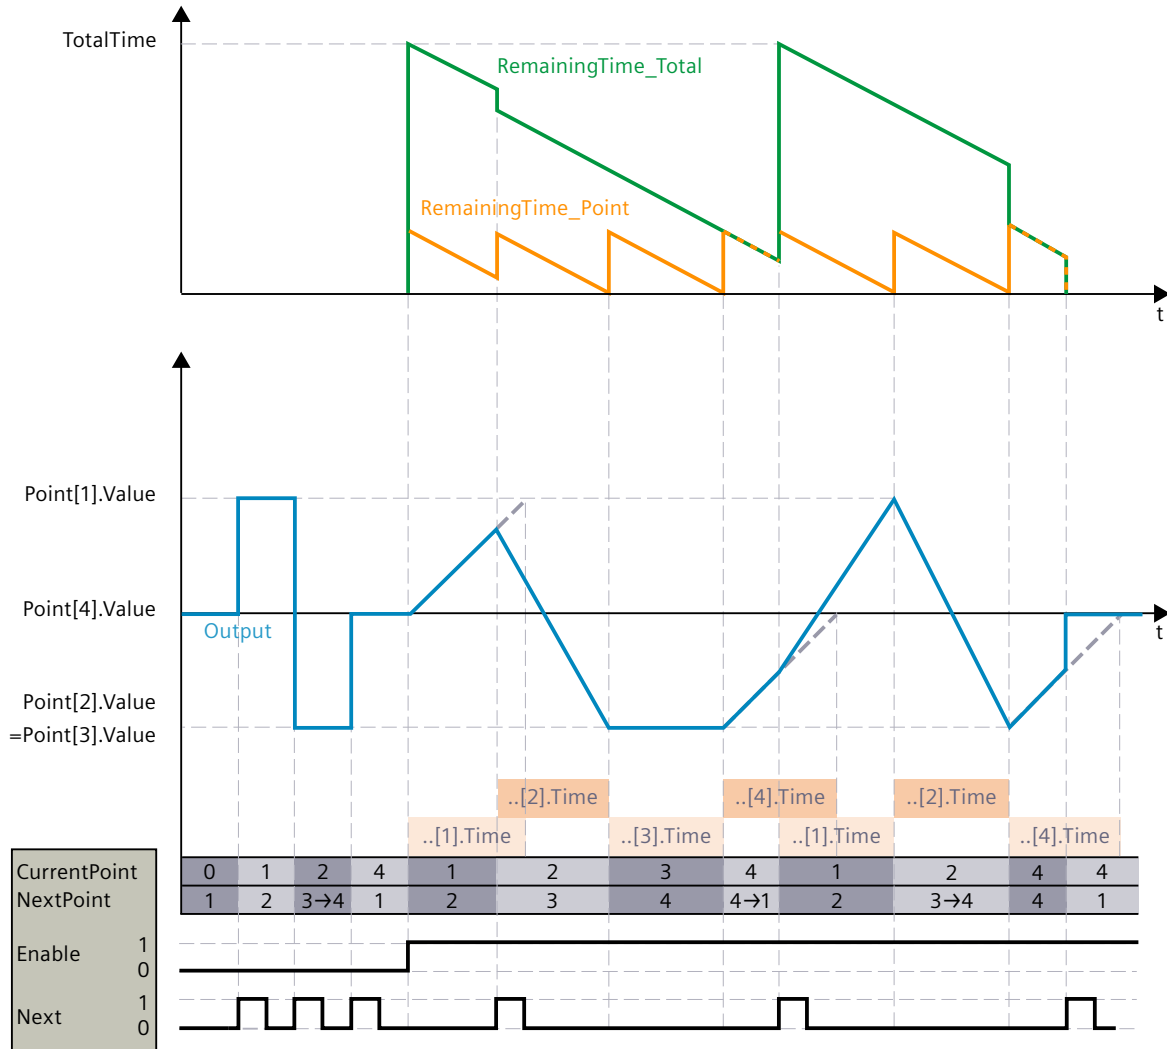 TotalTime
RemainingTime_Total
RemainingTime_Point
t
Point[1].Value
Point[4].Value
Output
t
Point[2].Value
=Point[3].Value
..[2].Time ..[4].Time ..[2].Time
..[1].Time ..[3].Time ..[1].Time ..[4].Time
CurrentPoint 0 1 2 4 1 2 3 4 1 2 4 4
NextPoint 1 2 3→4 1 2 3 4 4→1 2 3→4 4 1
1
Enable
0
1
Next
0